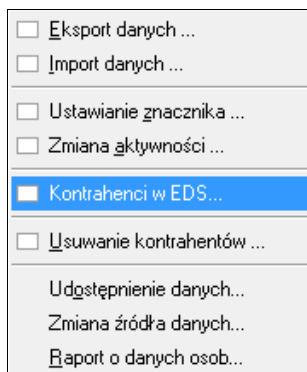 Eksport danych ...
Import danych ...
Ustawianie znacznika ...
Zmiana aktywności ...
Kontrahenci w EDS...
Usuwanie kontrahentów ...
Udostępnienie danych...
Zmiana źródła danych...
Raport o danych osob...